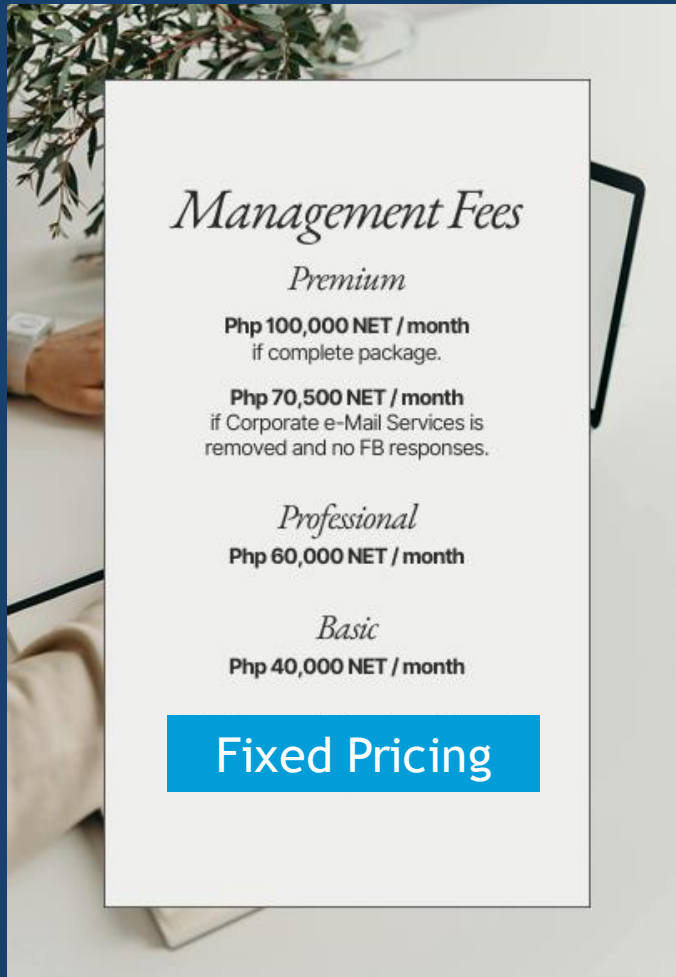 Management Fees
Premium
Php 100,000 NET / month
if complete package.
Php 70,500 NET / month
if Corporate e-Mail Services is
removed and no FB responses.
Professional
Php 60,000 NET / month
Basic
Php 40,000 NET / month
Fixed Pricing